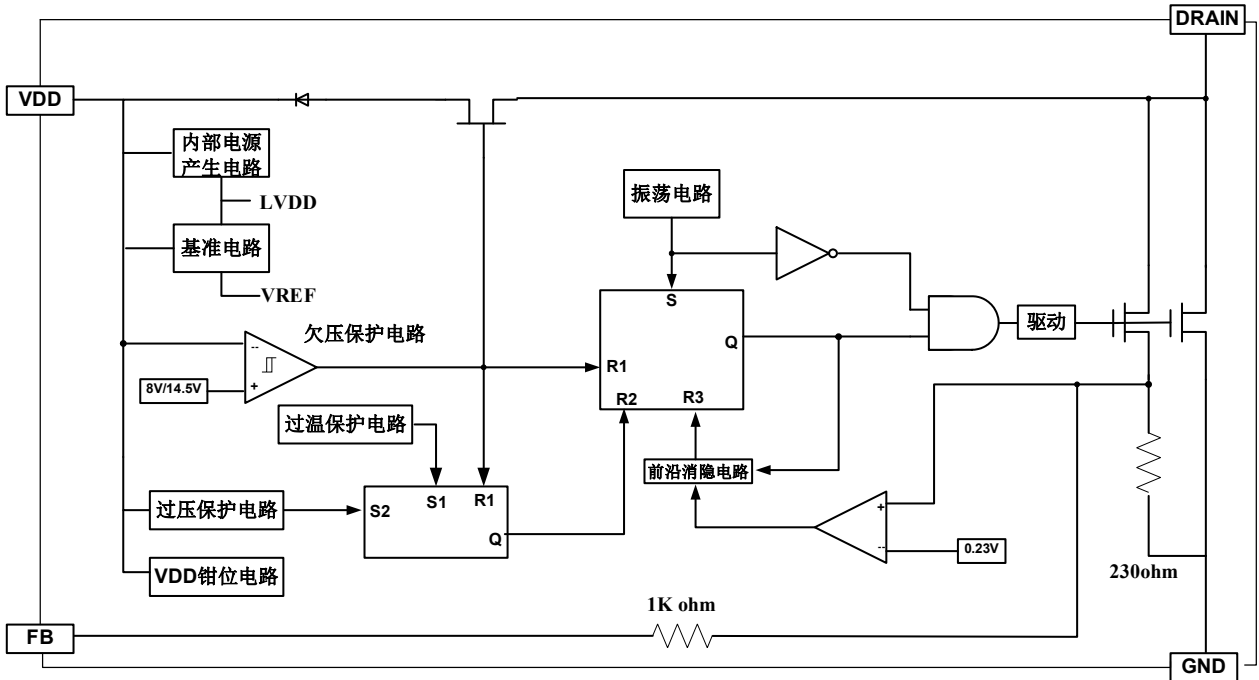 DRAIN
VDD
内部电源
产生电路
LVDD
振荡电路
基准电路
VREF
S
欠压保护电路
驱动
--
+
8V/14.5V
Q
R1
R2
R3
过温保护电路
前沿消隐电路
过压保护电路
S2
S1
R1
Q
+
--
0.23V
VDD钳位电路
230ohm
1K ohm
FB
GND